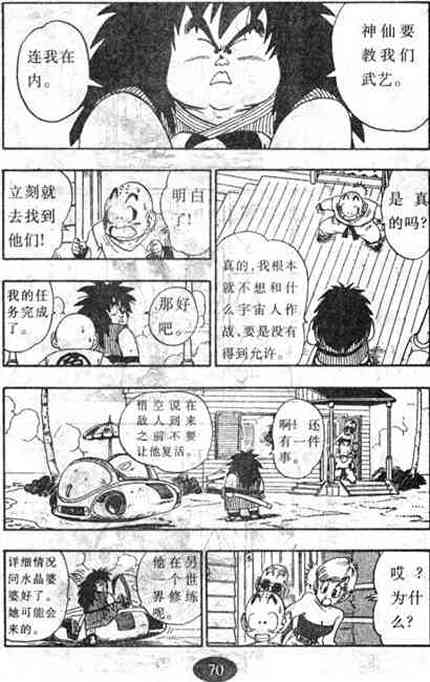 神仙要
教我们
武艺。
连我在
内。
是真
的吗?
真的,我根本
就不想和什
么宇宙人作
战,要是没有
得到允许。
明白
了!
立刻就
去找到
他们!
那好
吧。
我的任
务完成
了。
啊! 还
有一件
事。
悟空说在
敌人到来
之前不要
让他复活。
哎?
为什
么?
他在另
一个世
界修练
呢。
详细情况
问水晶婆
婆好了。
她可能会
来的。
70